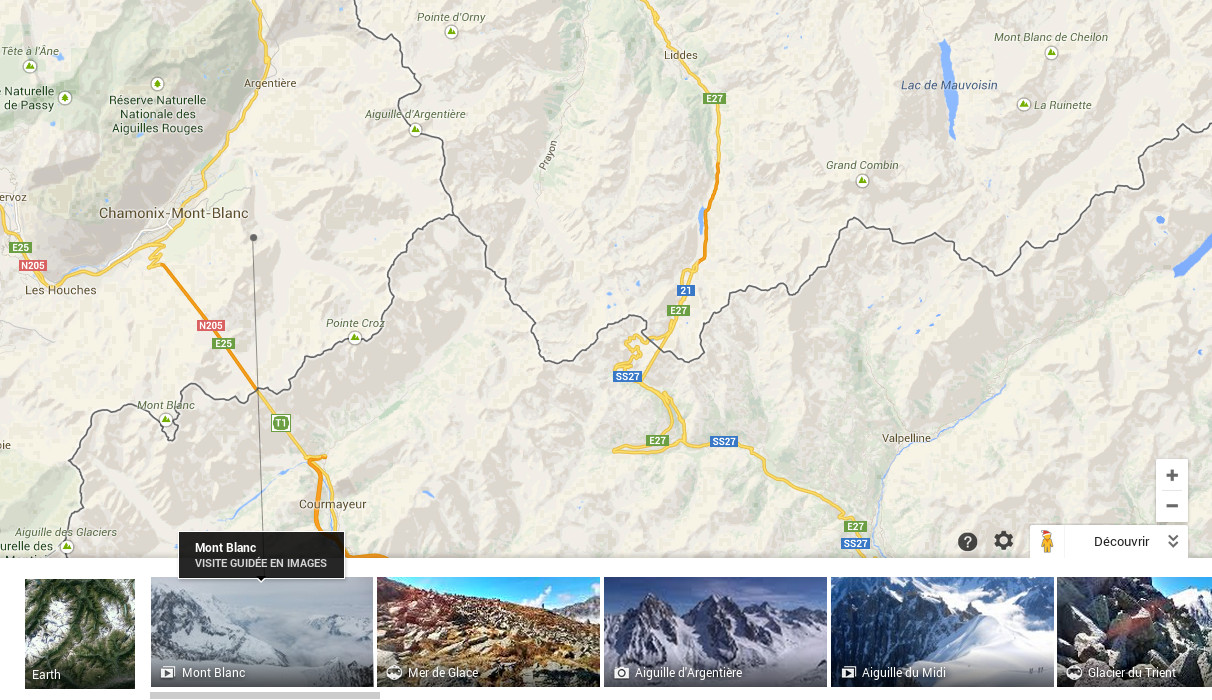 Pointe d'Orny
Tête à l'Âne
Mont Blanc de Cheilon
Liddes
Argentière
Lac de Mauvoisin
Naturelle
de Passy
Réserve Naturelle
Nationale des
Aiguilles Rouges
E27
La Ruinette
Aiguille d'Argentière
Prayon
Grand Combin
ervoz
Chamonix-Mont-Blanc
E25
N205
Les Houches
21
E27
N205
E25
Pointe Croz
SS27
Mont Blanc
T1
E27
SS27
Valpelline
oie
Courmayeur
Aiguille des Glaciers
urelle des
E27
SS27
+
−
?
Découvrir
Mont Blanc
VISITE GUIDÉE EN IMAGES
Earth
Mont Blanc
Mer de Glace
Aiguille d'Argentière
Aiguille du Midi
Glacier du Trient